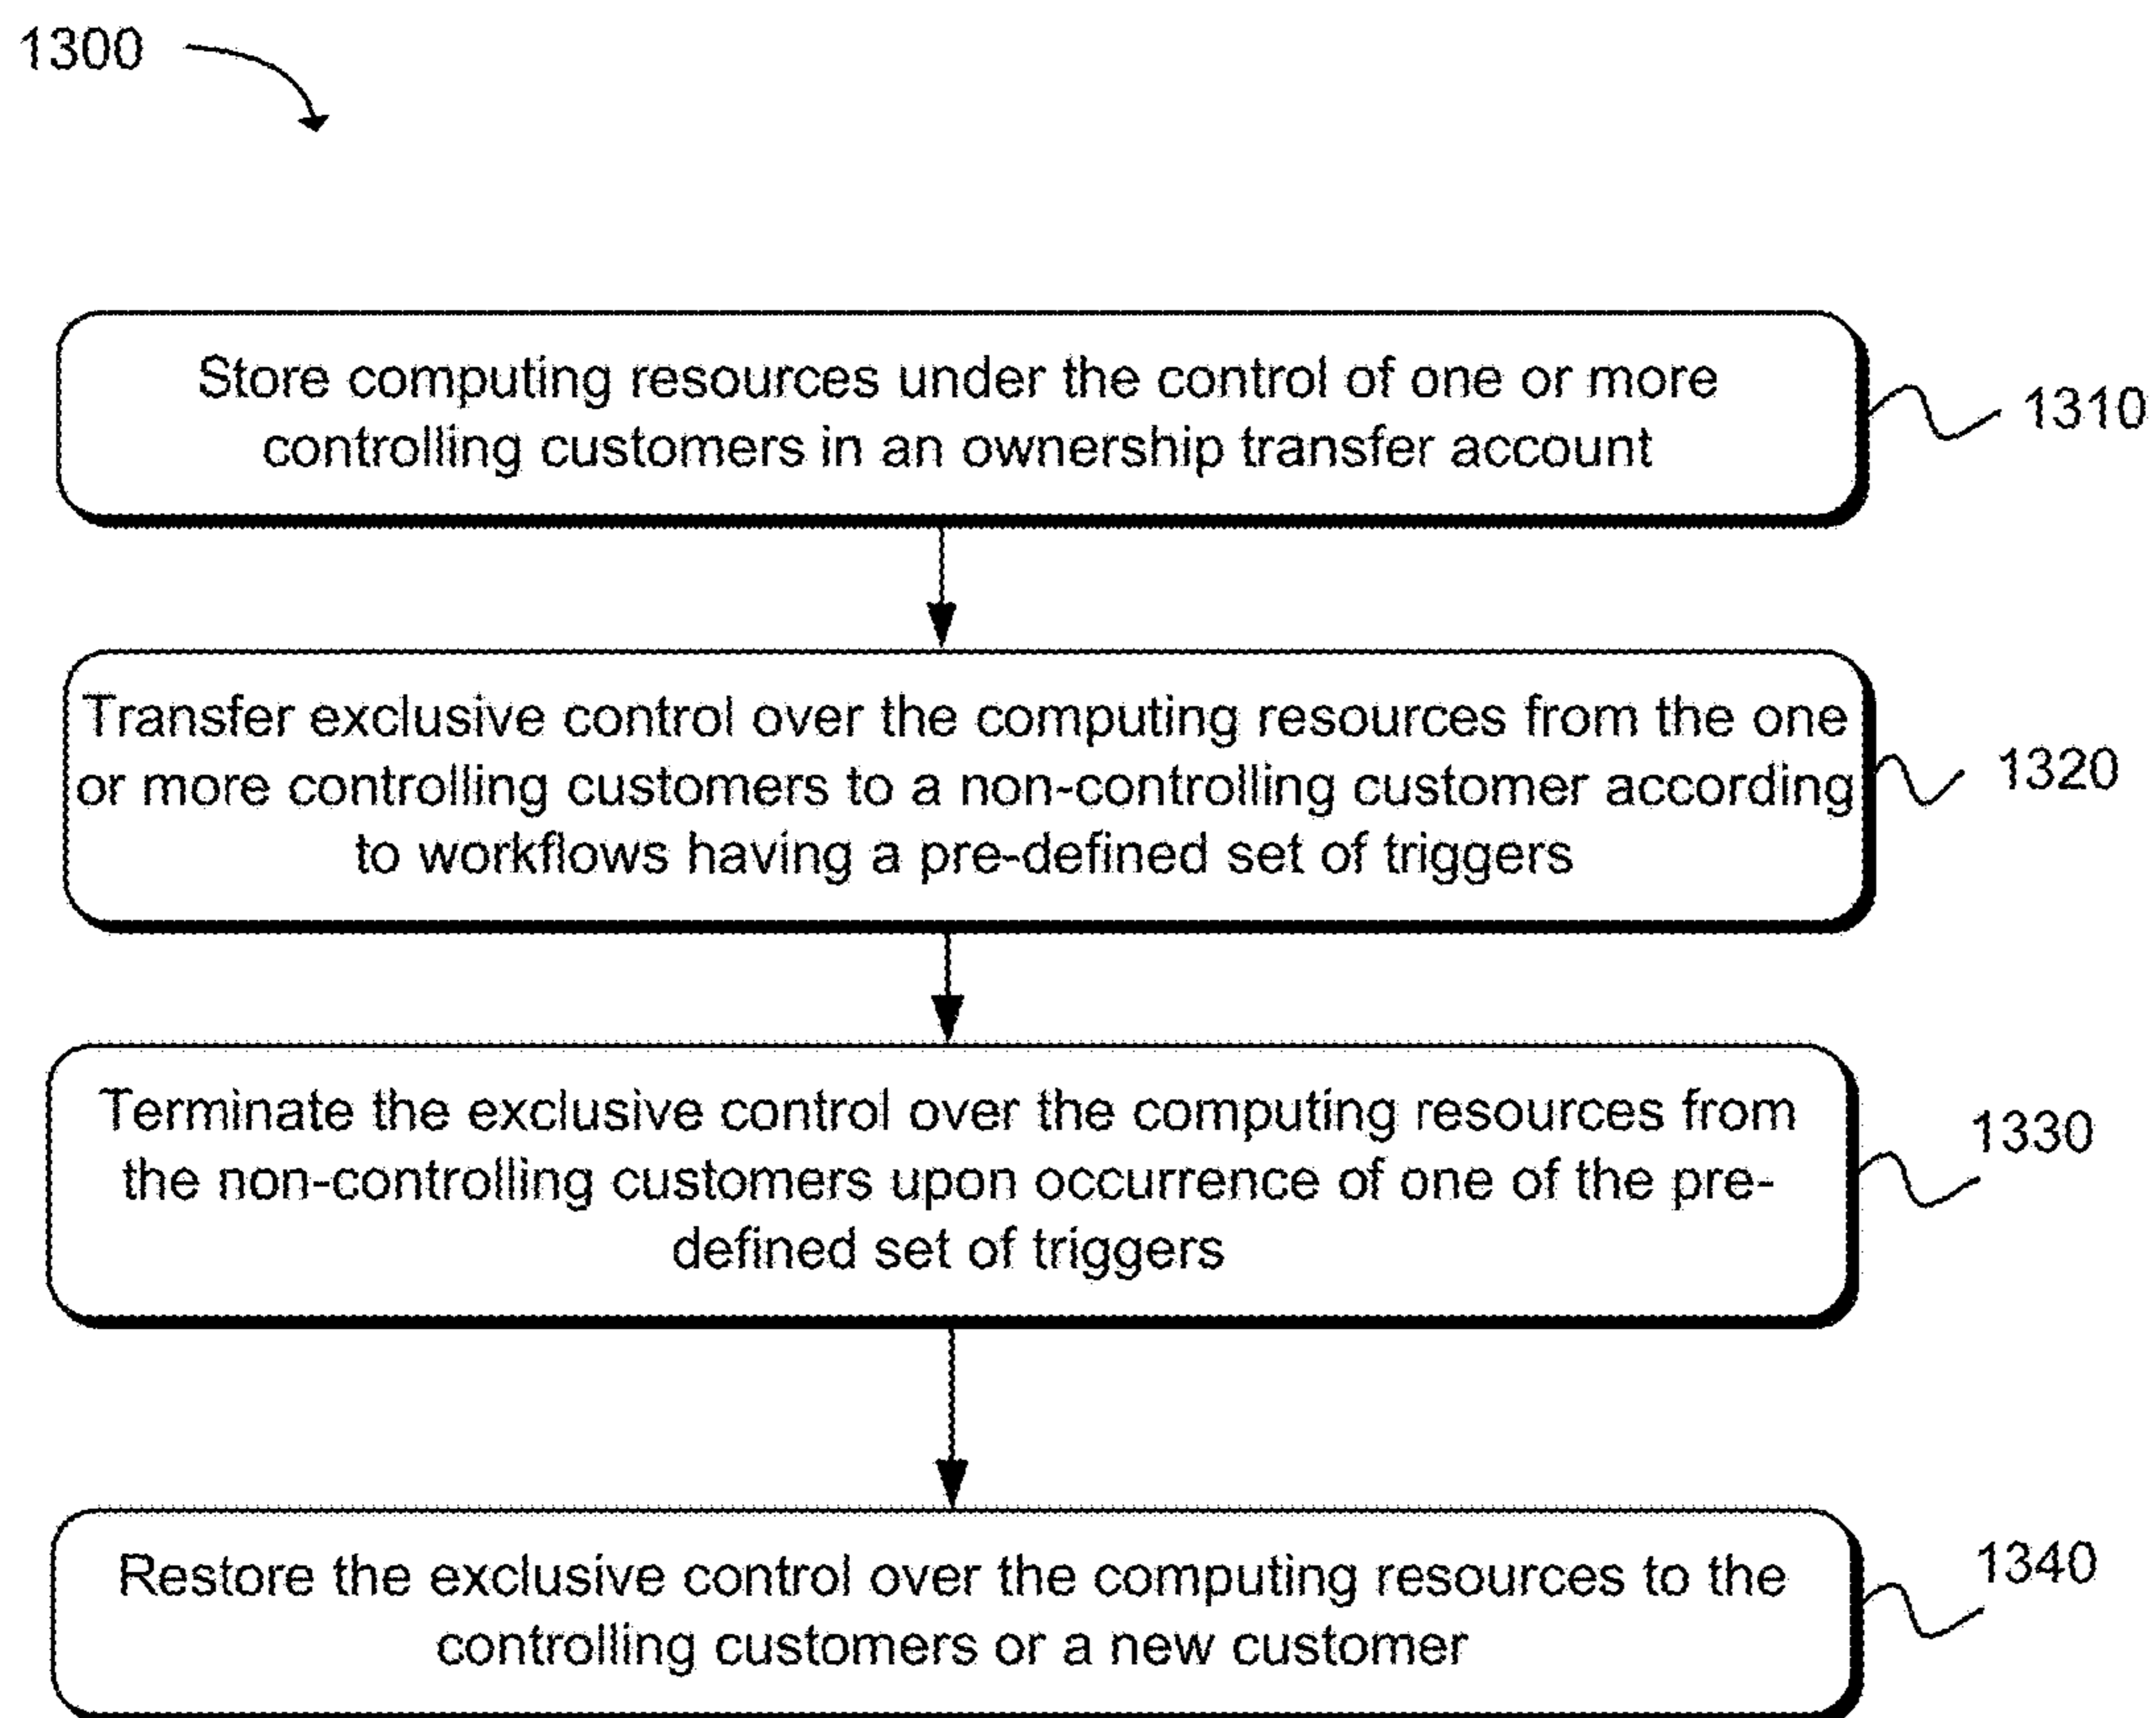 1300
Store computing resources under the control of one or more
controlling customers in an ownership transfer account
1310
Transfer exclusive control over the computing resources from the one
or more controlling customers to a non-controlling customer according
to workflows having a pre-defined set of triggers
1320
Terminate the exclusive control over the computing resources from
the non-controlling customers upon occurrence of one of the pre-
defined set of triggers
1330
Restore the exclusive control over the computing resources to the
controlling customers or a new customer
1340